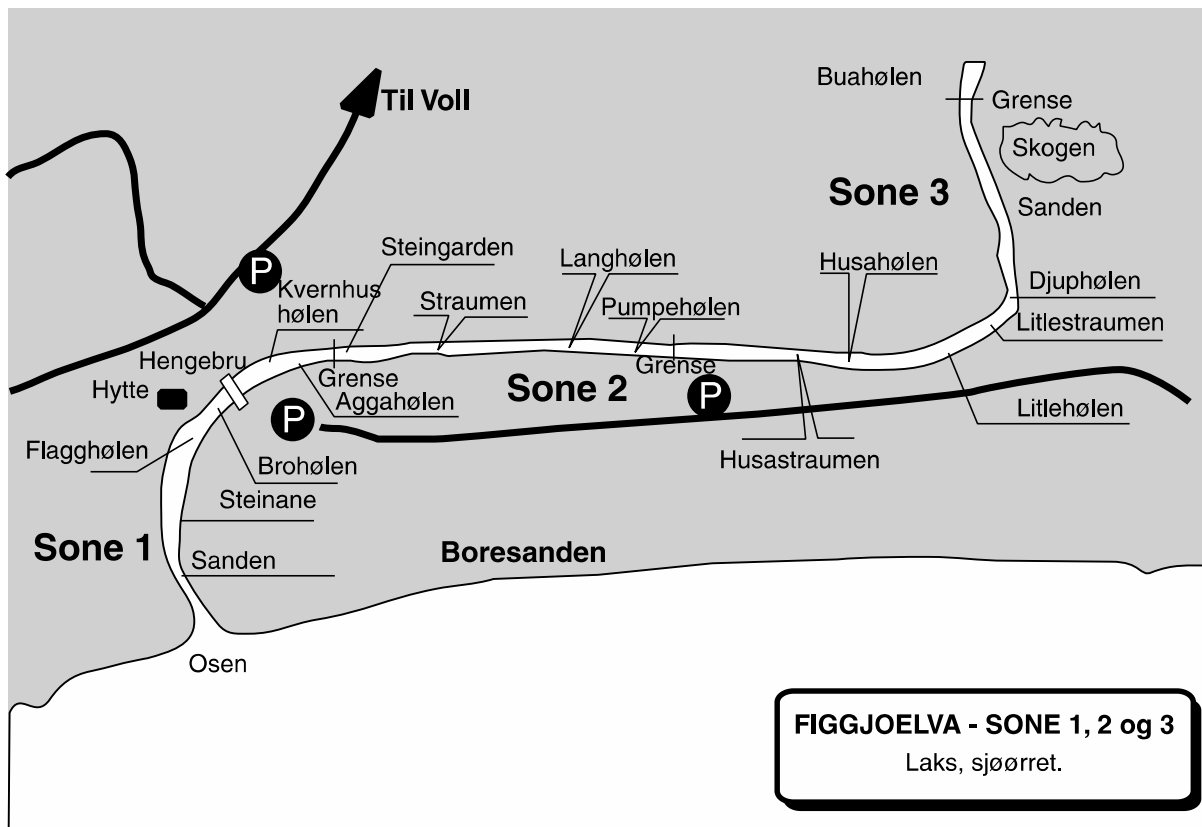 Buahølen
Grense
Til Voll
Skogen
Sone 3
Sanden
Steingarden
Langhølen
Husahølen
P
Kvernhus
hølen
Straumen
Pumpehølen
Djuphølen
Litlestraumen
Hengebru
Hytte
Grense
Aggahølen
Sone 2
Grense
P
P
Litlehølen
Flagghølen
Brohølen
Husastraumen
Steinane
Sone 1
Sanden
Boresanden
Osen
FIGGJOELVA - SONE 1, 2 og 3
Laks, sjøørret.